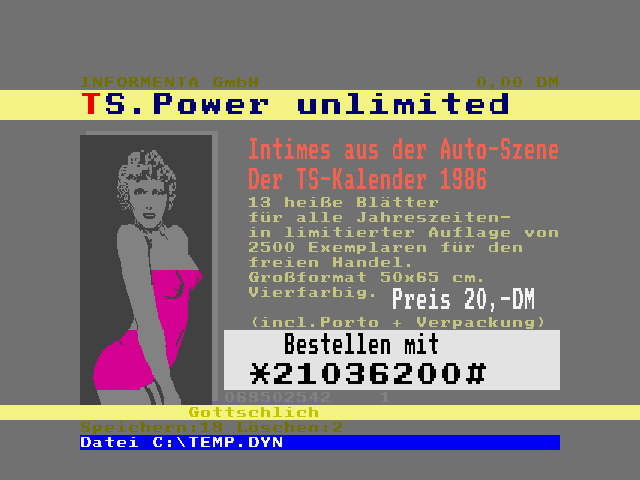 INFORMENTA GmbH 0,00 DM
TS.Power unlimited
Intimes aus der Auto-Szene
Der TS-Kalender 1986
13 heiße Blätter
für alle Jahreszeiten-
in limitierter Auflage von
2500 Exemplaren für den
freien Handel.
Großformat 50x65 cm.
Vierfarbig. Preis 20,-DM
(incl.Porto + Verpackung)
Bestellen mit
*21036200#
069502542 1
Gottschlich
Speichern:18 Löschen:2
Datei C:\TEMP.DYN